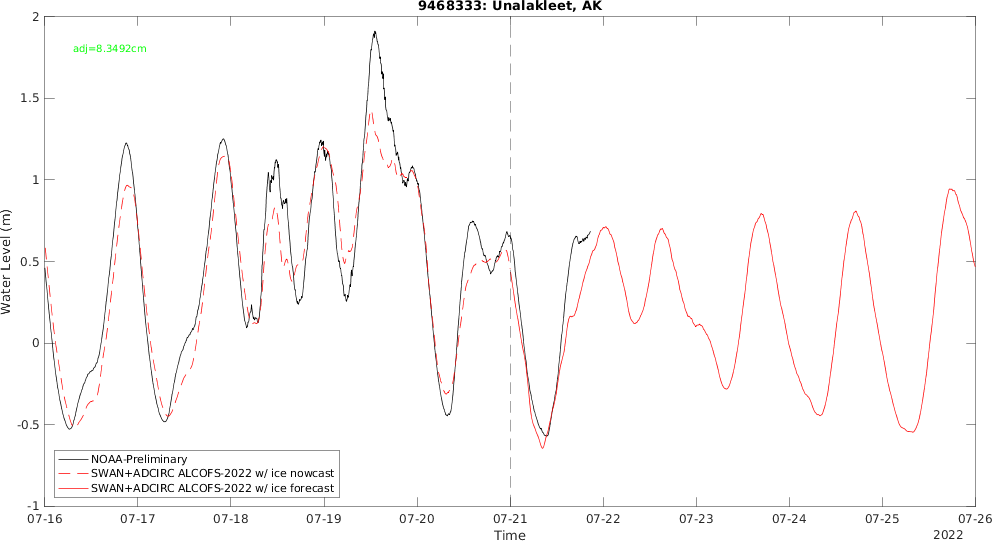 9468333: Unalakleet, AK
adj=8.3492cm
2
1.5
1
0.5
0
-0.5
-1
Water Level (m)
NOAA-Preliminary
SWAN+ADCIRC ALCOFS-2022 w/ ice nowcast
SWAN+ADCIRC ALCOFS-2022 w/ ice forecast
07-16 07-17 07-18 07-19 07-20 07-21 07-22 07-23 07-24 07-25 07-26
Time
2022